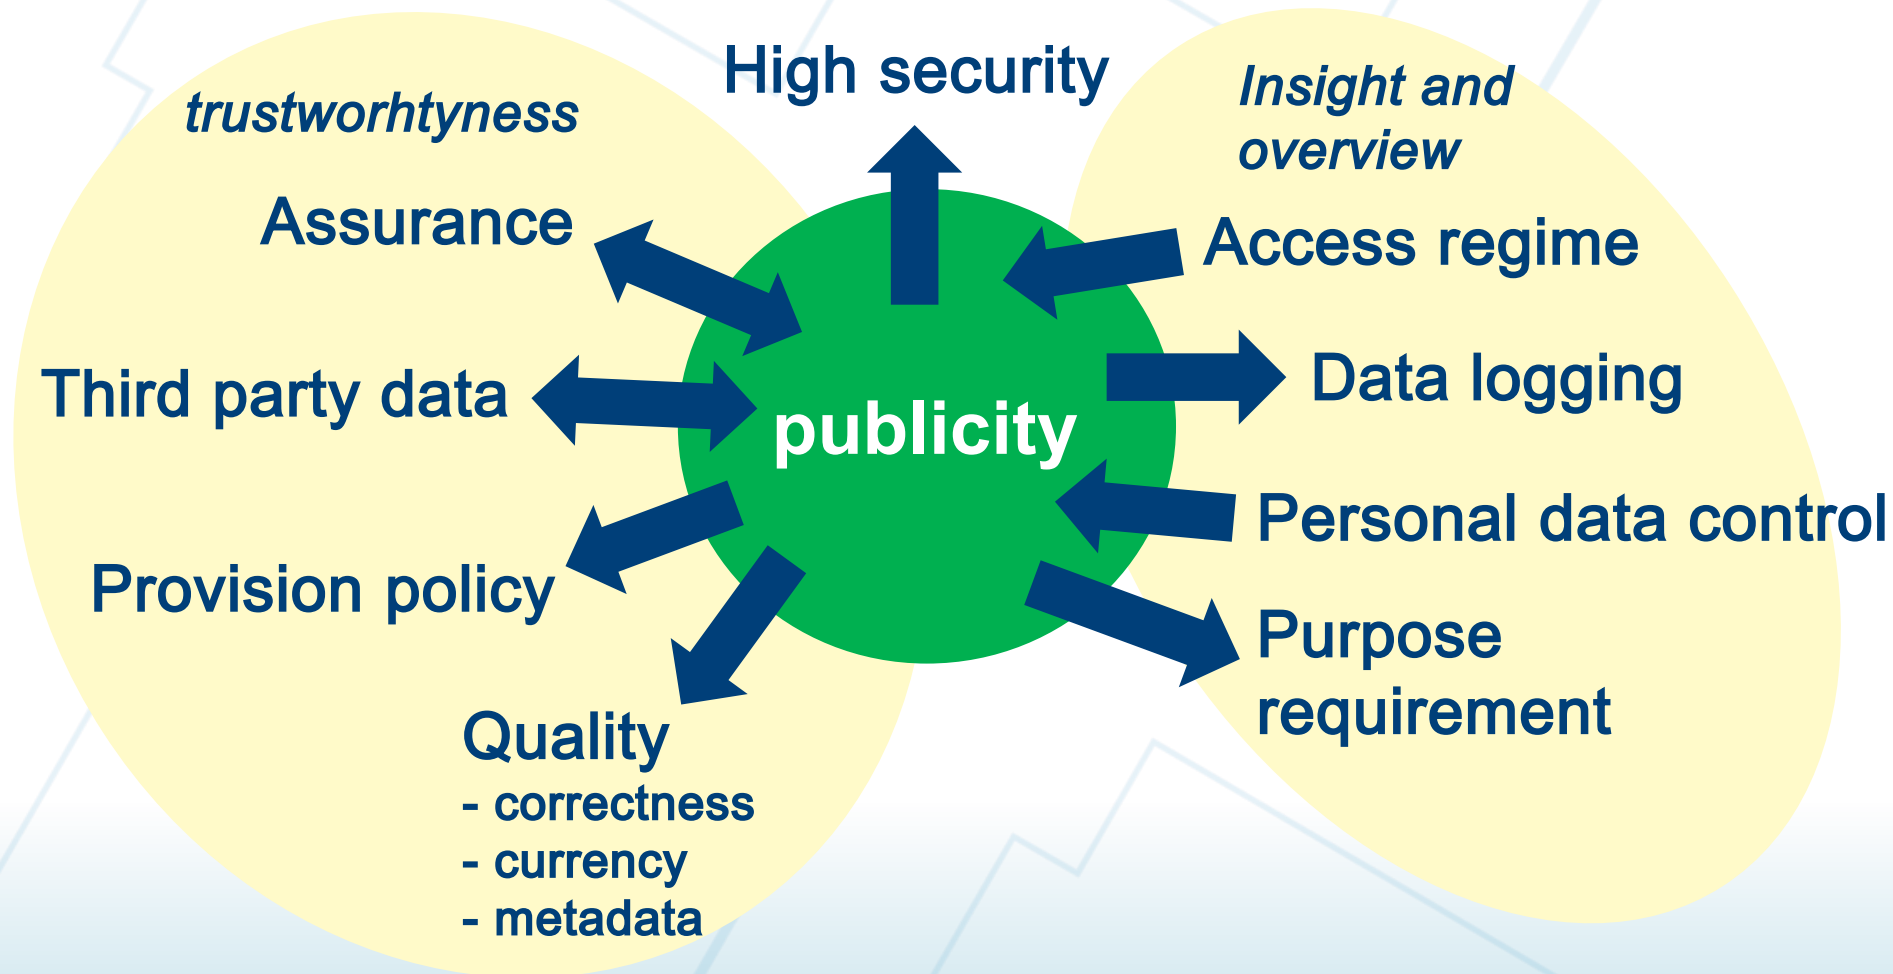 High security
trustworhtyness
Assurance
Third party data
Provision policy
Quality
- correctness
- currency
- metadata
publicity
Insight and
overview
Access regime
Data logging
Personal data control
Purpose
requirement